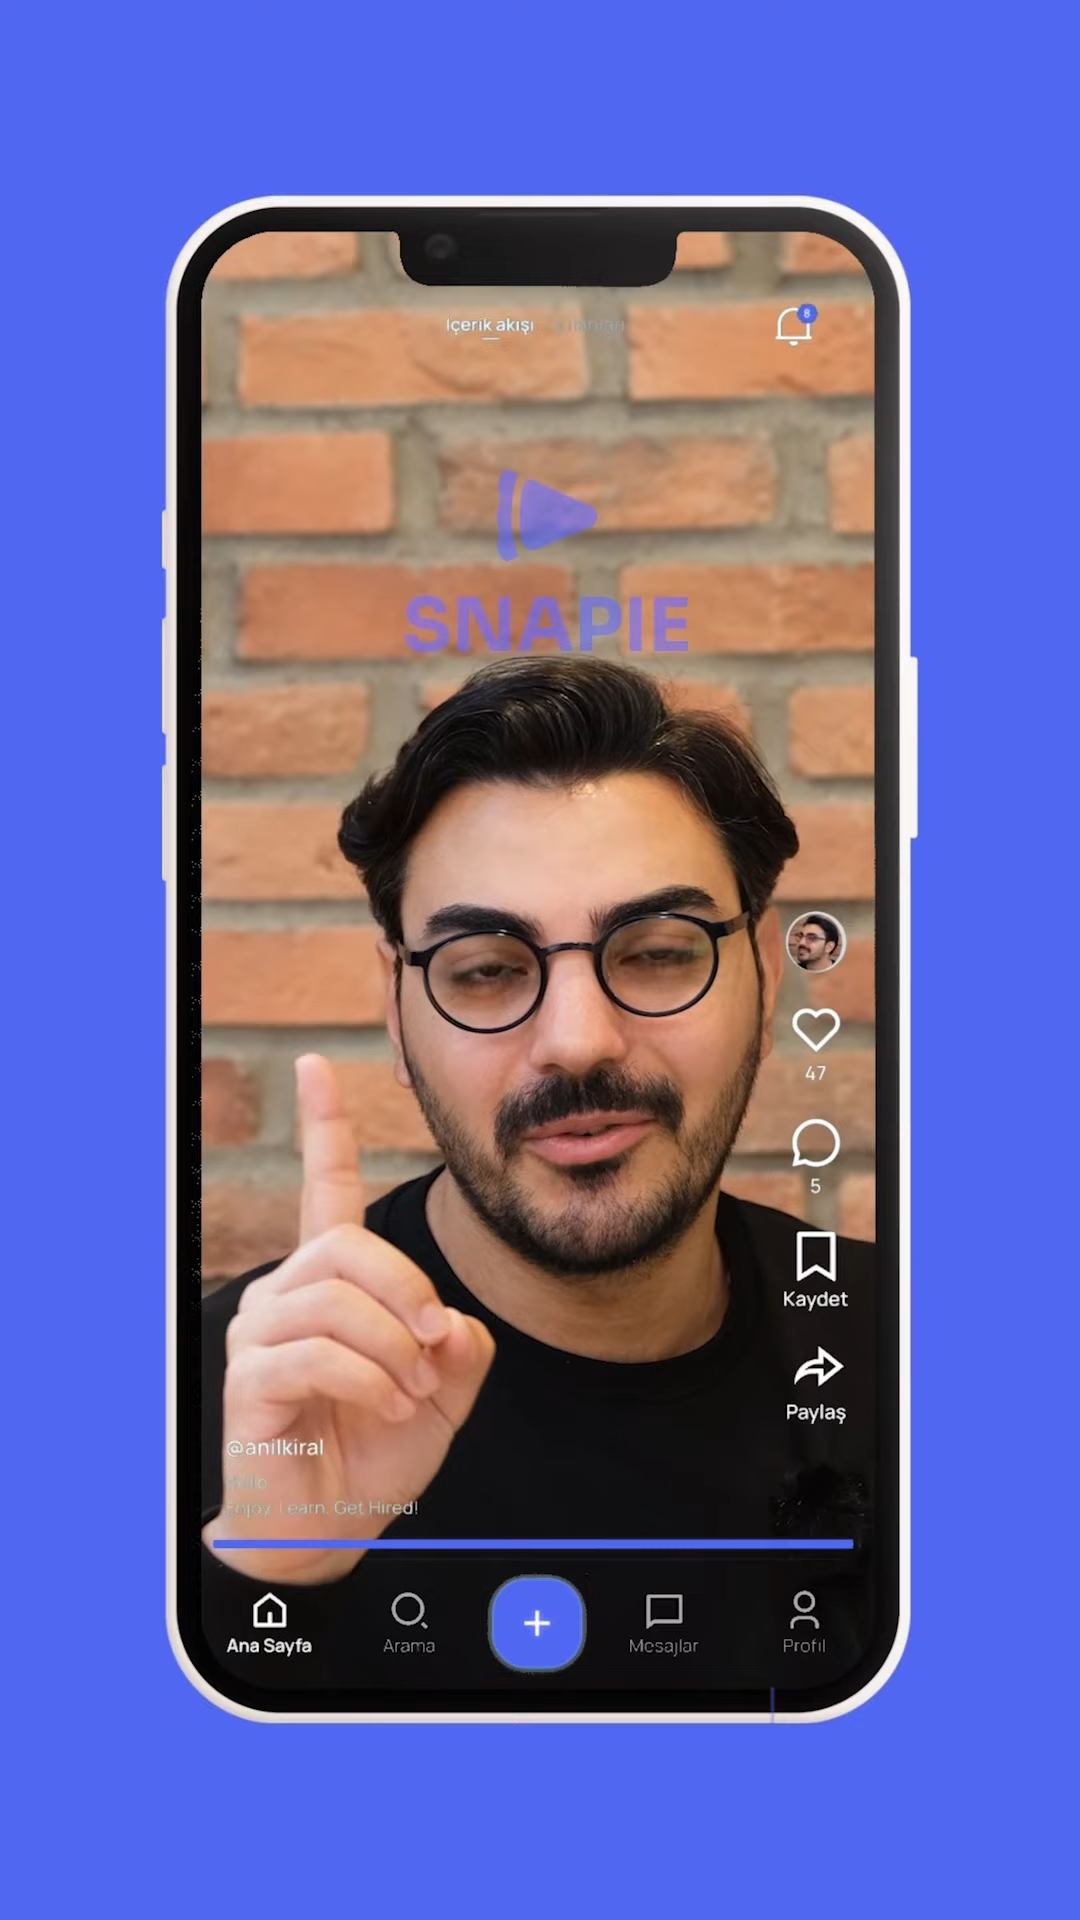 İçerik akışı
8
SNAPIE
47
5
Kaydet
Paylaş
@anilkiral
Enjoy. Learn. Get Hired!
Ana Sayfa
Arama
Mesajlar
Profil